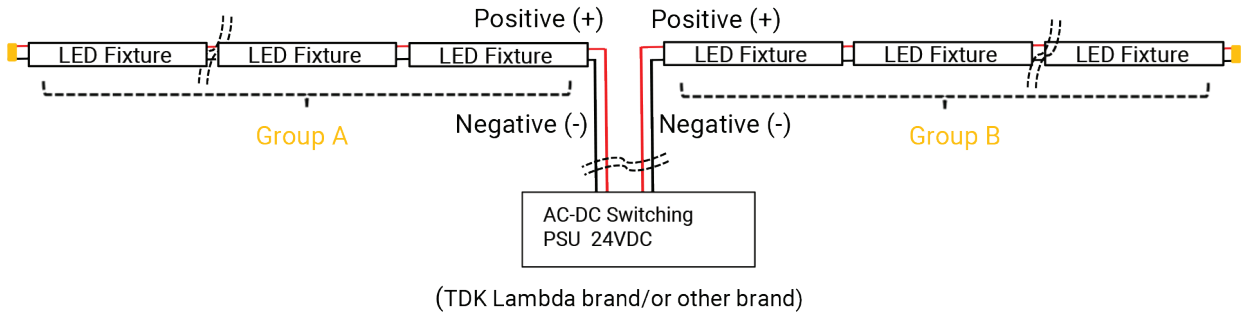 Positive (+)
Positive (+)
LED Fixture
LED Fixture
LED Fixture
LED Fixture
LED Fixture
LED Fixture
Negative (-)
Negative (-)
Group A
Group B
AC-DC Switching
PSU 24VDC
(TDK Lambda brand/or other brand)